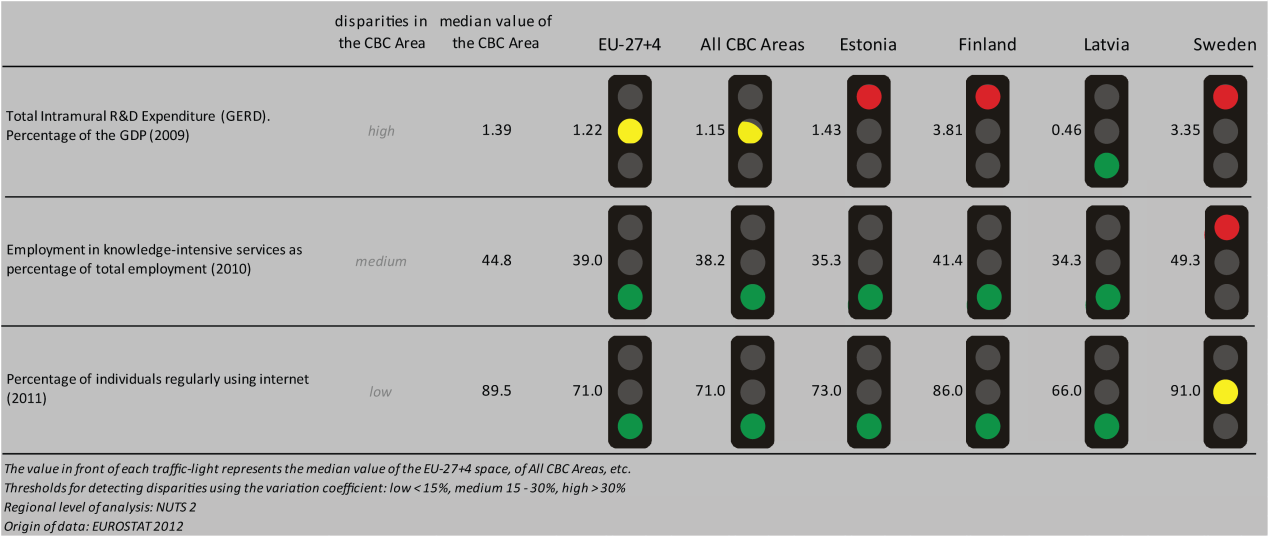 disparities in the CBC Area
median value of the CBC Area
EU-27+4
All CBC Areas
Estonia
Finland
Latvia
Sweden
Total Intramural R&D Expenditure (GERD).
Percentage of the GDP (2009)
high
1.39
1.22
1.15
1.43
3.81
0.46
3.35
Employment in knowledge-intensive services as
percentage of total employment (2010)
medium
44.8
39.0
38.2
35.3
41.4
34.3
49.3
Percentage of individuals regularly using internet
(2011)
low
89.5
71.0
71.0
73.0
86.0
66.0
91.0
The value in front of each traffic-light represents the median value of the EU-27+4 space, of All CBC Areas, etc.
Thresholds for detecting disparities using the variation coefficient: low < 15%, medium 15 - 30%, high > 30%
Regional level of analysis: NUTS 2
Origin of data: EUROSTAT 2012